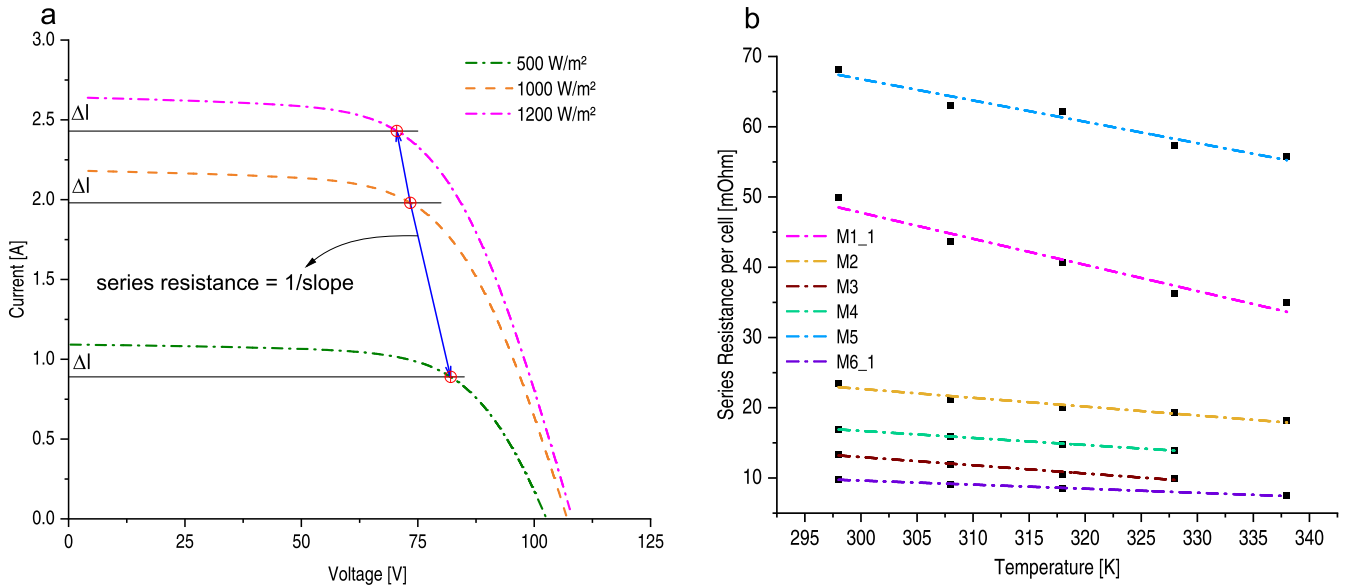 a
3.0
2.5
2.0
1.5
1.0
0.5
0.0
Current [A]
500 W/m²
1000 W/m²
1200 W/m²
ΔI
ΔI
ΔI
series resistance = 1/slope
0 25 50 75 100 125
Voltage [V]
b
70
60
50
40
30
20
10
Series Resistance per cell [mOhm]
M1_1
M2
M3
M4
M5
M6_1
295 300 305 310 315 320 325 330 335 340
Temperature [K]